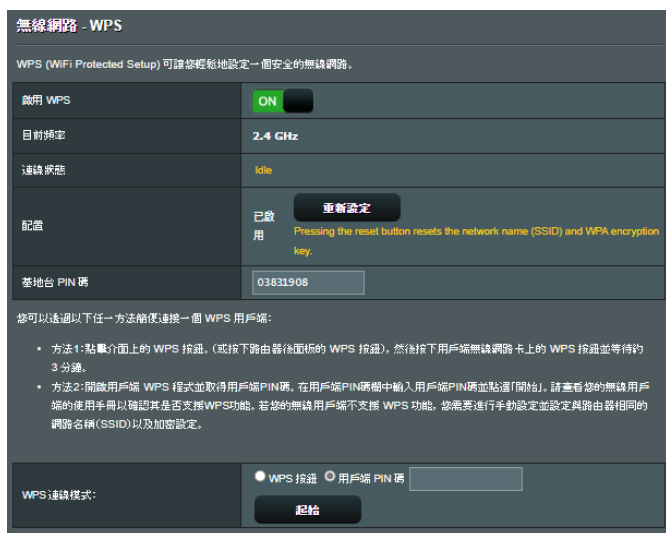 無線網路 - WPS
WPS (WiFi Protected Setup) 可讓您輕鬆地設定一個安全的無線網路。
啟用 WPS
ON
目前頻率
2.4 GHz
連線狀態
Idle
配置
已啟
用
重新設定
Pressing the reset button resets the network name (SSID) and WPA encryption
key.
基地台 PIN 碼
03831908
您可以透過以下任一方法簡便連接一個 WPS 用戶端:
• 方法1:點擊介面上的 WPS 按鈕。(或按下路由器後面板的 WPS 按鈕), 然後按下用戶端無線網路卡上的 WPS 按鈕並等待約
3 分鐘。
• 方法2:開啟用戶端 WPS 程式並取得用戶端PIN碼。在用戶端PIN碼欄中輸入用戶端PIN碼並點選「開始」。請查看您的無線用戶
端的使用手冊以確認其是否支援WPS功能。若您的無線用戶端不支援 WPS 功能, 您需要進行手動設定並設定與路由器相同的
網路名稱(SSID)以及加密設定。
WPS連線模式:
WPS 按鈕 用戶端 PIN 碼
起始